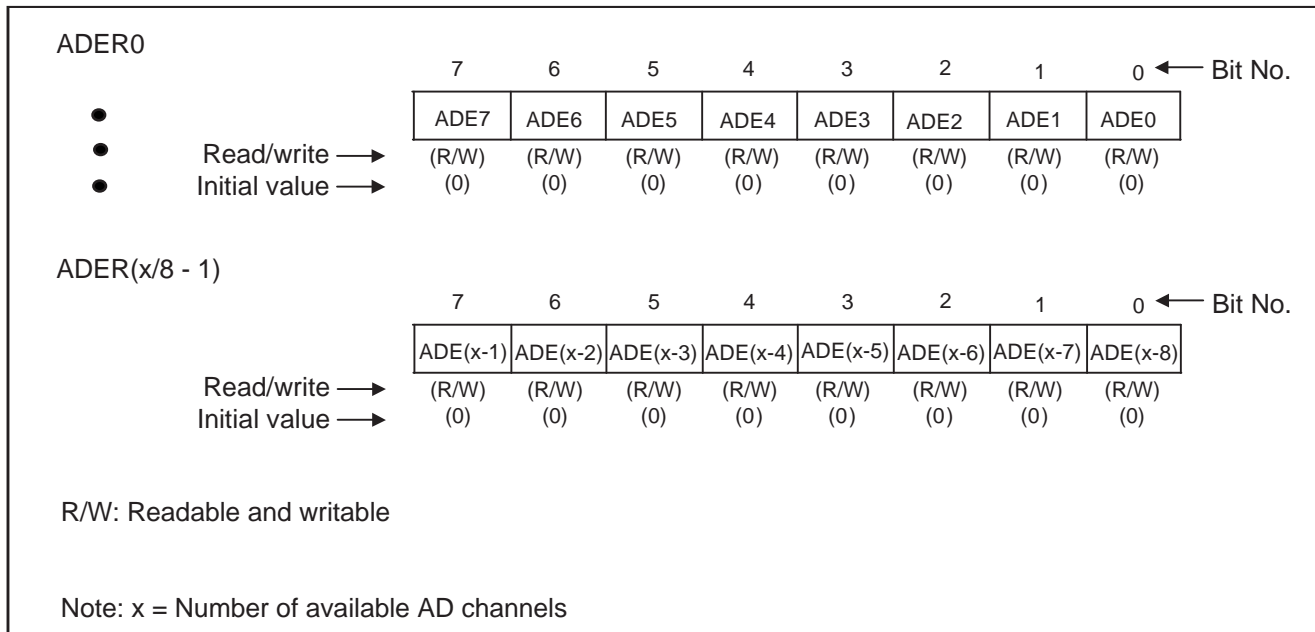 ADER0
7 6 5 4 3 2 1 0 Bit No.
ADE7 ADE6 ADE5 ADE4 ADE3 ADE2 ADE1 ADE0
Read/write (R/W) (R/W) (R/W) (R/W) (R/W) (R/W) (R/W) (R/W)
Initial value (0) (0) (0) (0) (0) (0) (0) (0)
ADER(x/8 - 1)
7 6 5 4 3 2 1 0 Bit No.
ADE(x-1) ADE(x-2) ADE(x-3) ADE(x-4) ADE(x-5) ADE(x-6) ADE(x-7) ADE(x-8)
Read/write (R/W) (R/W) (R/W) (R/W) (R/W) (R/W) (R/W) (R/W)
Initial value (0) (0) (0) (0) (0) (0) (0) (0)
R/W: Readable and writable
Note: x = Number of available AD channels